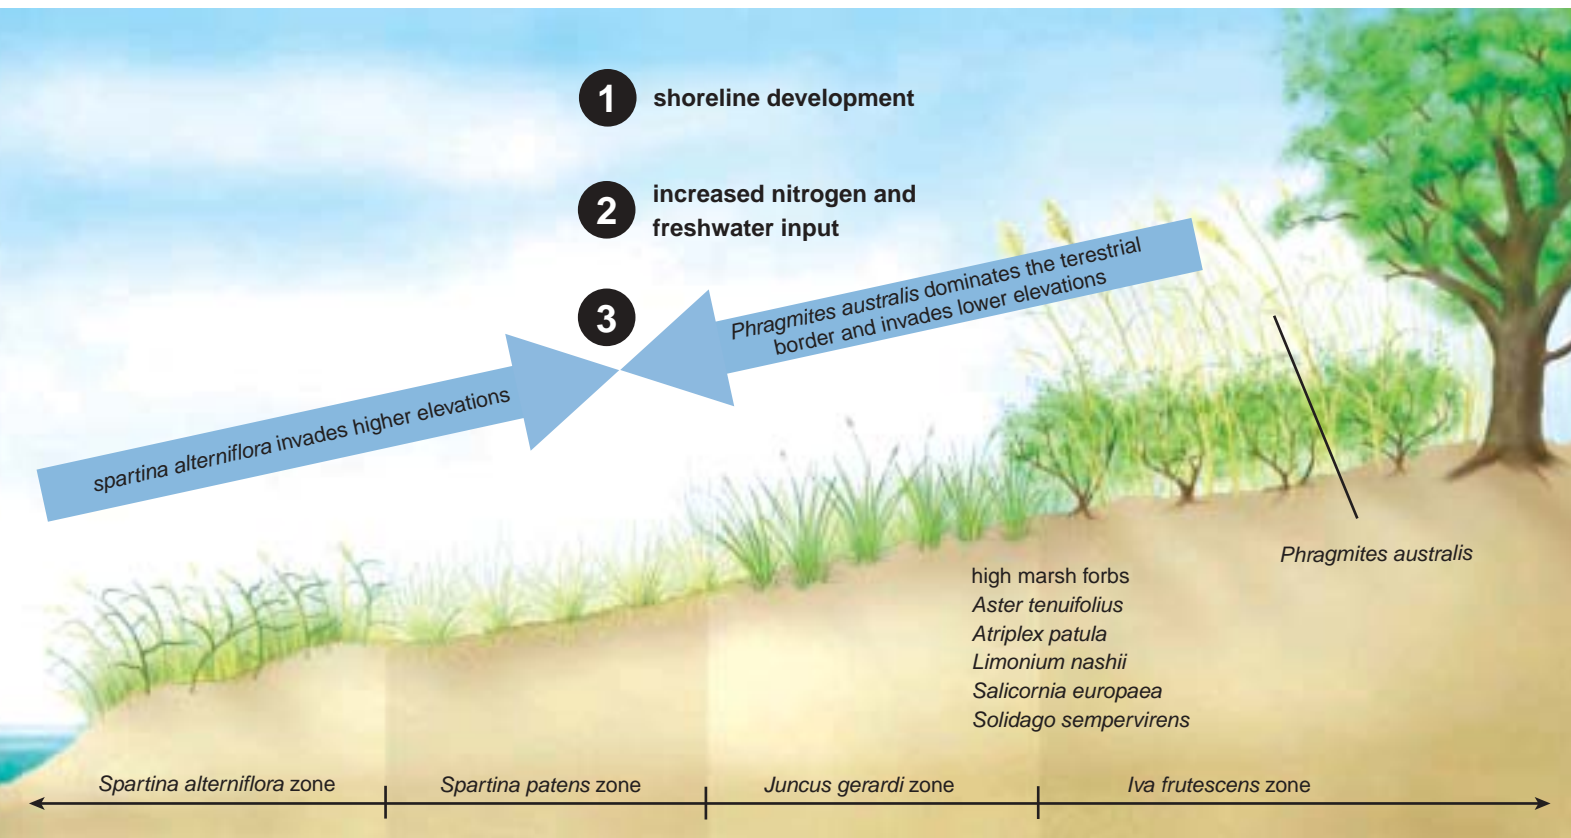 1 shoreline development
2 increased nitrogen and
freshwater input
3
Phragmites australis dominates the terestrial
border and invades lower elevations
spartina alterniflora invades higher elevations
Phragmites australis
high marsh forbs
Aster tenuifolius
Atriplex patula
Limonium nashii
Salicornia europaea
Solidago sempervirens
Spartina alterniflora zone
Spartina patens zone
Juncus gerardi zone
Iva frutescens zone